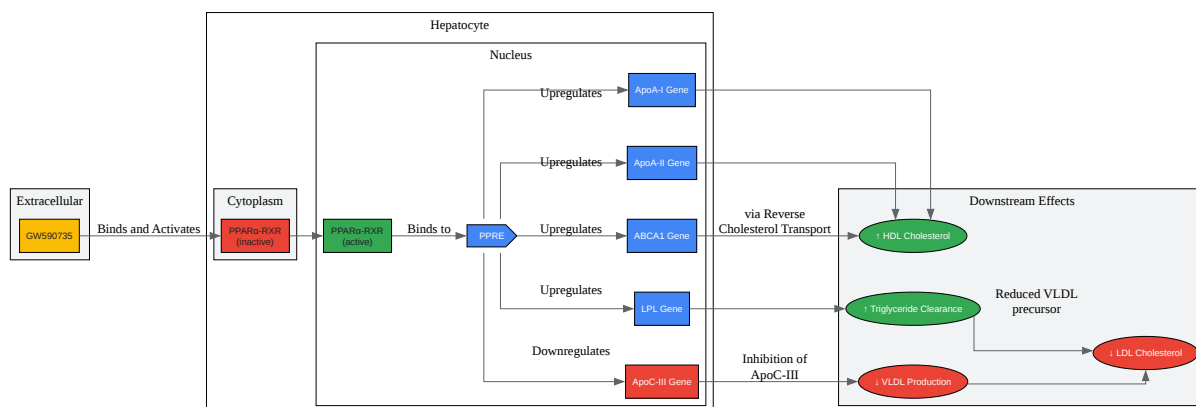 Hepatocyte
Nucleus
Upregulates
ApoA-I Gene
Upregulates
ApoA-II Gene
Extracellular
GW590735
Binds and Activates
Cytoplasm
PPARα-RXR
(inactive)
PPARα-RXR
(active)
Binds to
PPRE
Upregulates
ABCA1 Gene
via Reverse
Cholesterol Transport
Downstream Effects
↑ HDL Cholesterol
Upregulates
LPL Gene
↑ Triglyceride Clearance
Reduced VLDL
precursor
↓ LDL Cholesterol
Downregulates
ApoC-III Gene
Inhibition of
ApoC-III
↓ VLDL Production